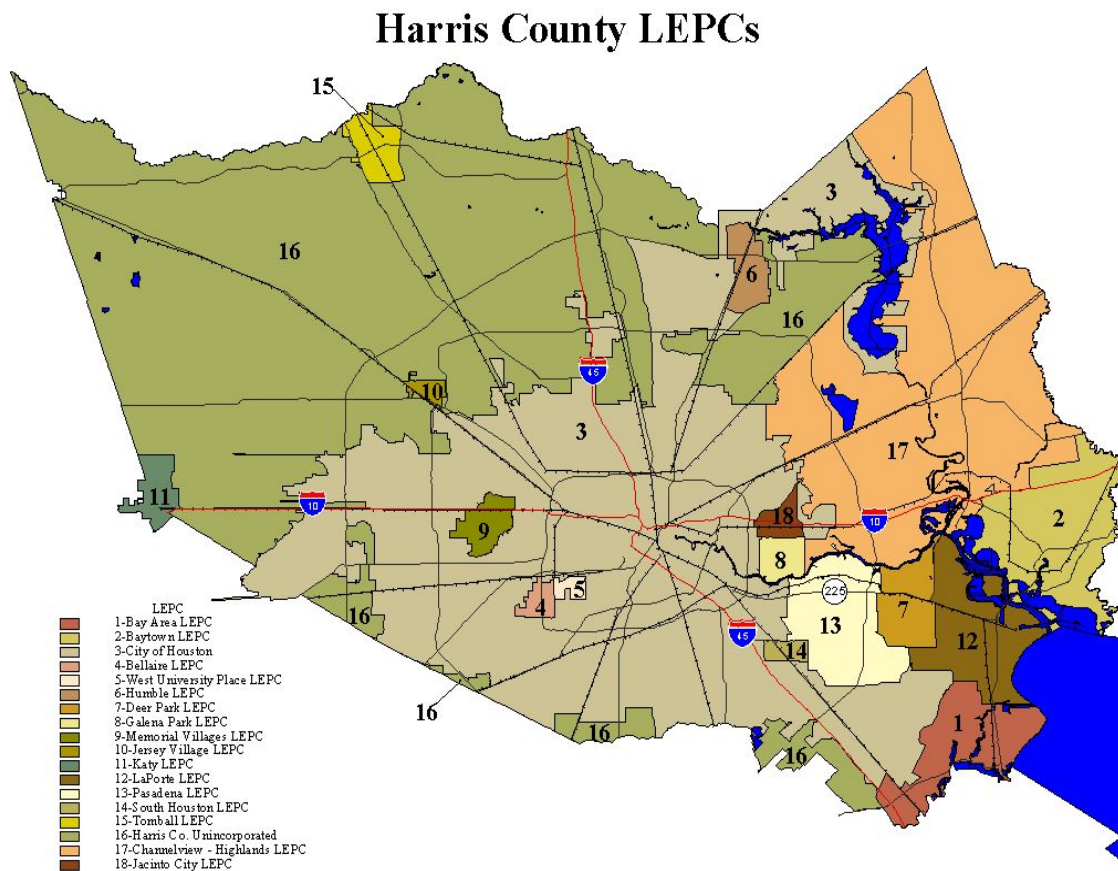 Harris County LEPCs
15
3
16
6
16
45
10
3
17
11
10
9
18
10
2
8
5
4
225
7
16
13
45
14
12
16
1
16
16
LEPC
1-Bay Area LEPC
2-Baytown LEPC
3-City of Houston
4-Bellaire LEPC
5-West University Place LEPC
6-Humble LEPC
7-Deer Park LEPC
8-Galena Park LEPC
9-Memorial Villages LEPC
10-Jersey Village LEPC
11-Katy LEPC
12-LaPorte LEPC
13-Pasadena LEPC
14-South Houston LEPC
15-Tomball LEPC
16-Harris Co. Unincorporated
17-Channelview - Highlands LEPC
18-Jacinto City LEPC